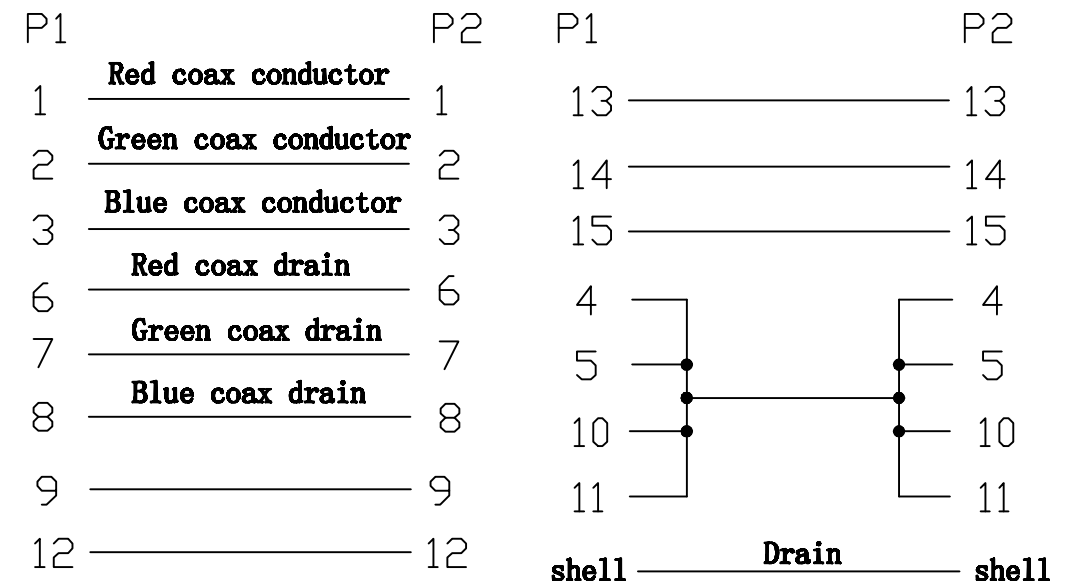 P1 P2
Red coax conductor
1 1
Green coax conductor
2 2
Blue coax conductor
3 3
Red coax drain
6 6
Green coax drain
7 7
Blue coax drain
8 8
9 9
12 12
P1 P2
13 13
14 14
15 15
4 4
5 5
10 10
11 11
Drain
shell shell